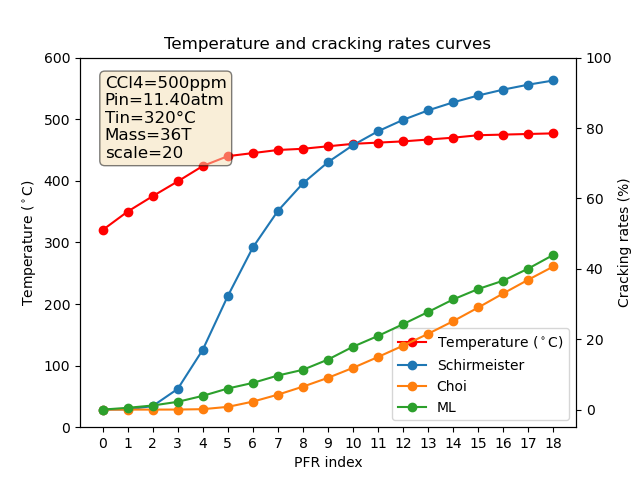 Temperature and cracking rates curves
CCl4=500ppm
Pin=11.40atm
Tin=320°C
Mass=36T
scale=20
600
500
400
300
200
100
0
Temperature (°C)
100
80
60
40
20
0
Cracking rates (%)
Temperature (°C)
Schirmeister
Choi
ML
0 1 2 3 4 5 6 7 8 9 10 11 12 13 14 15 16 17 18
PFR index